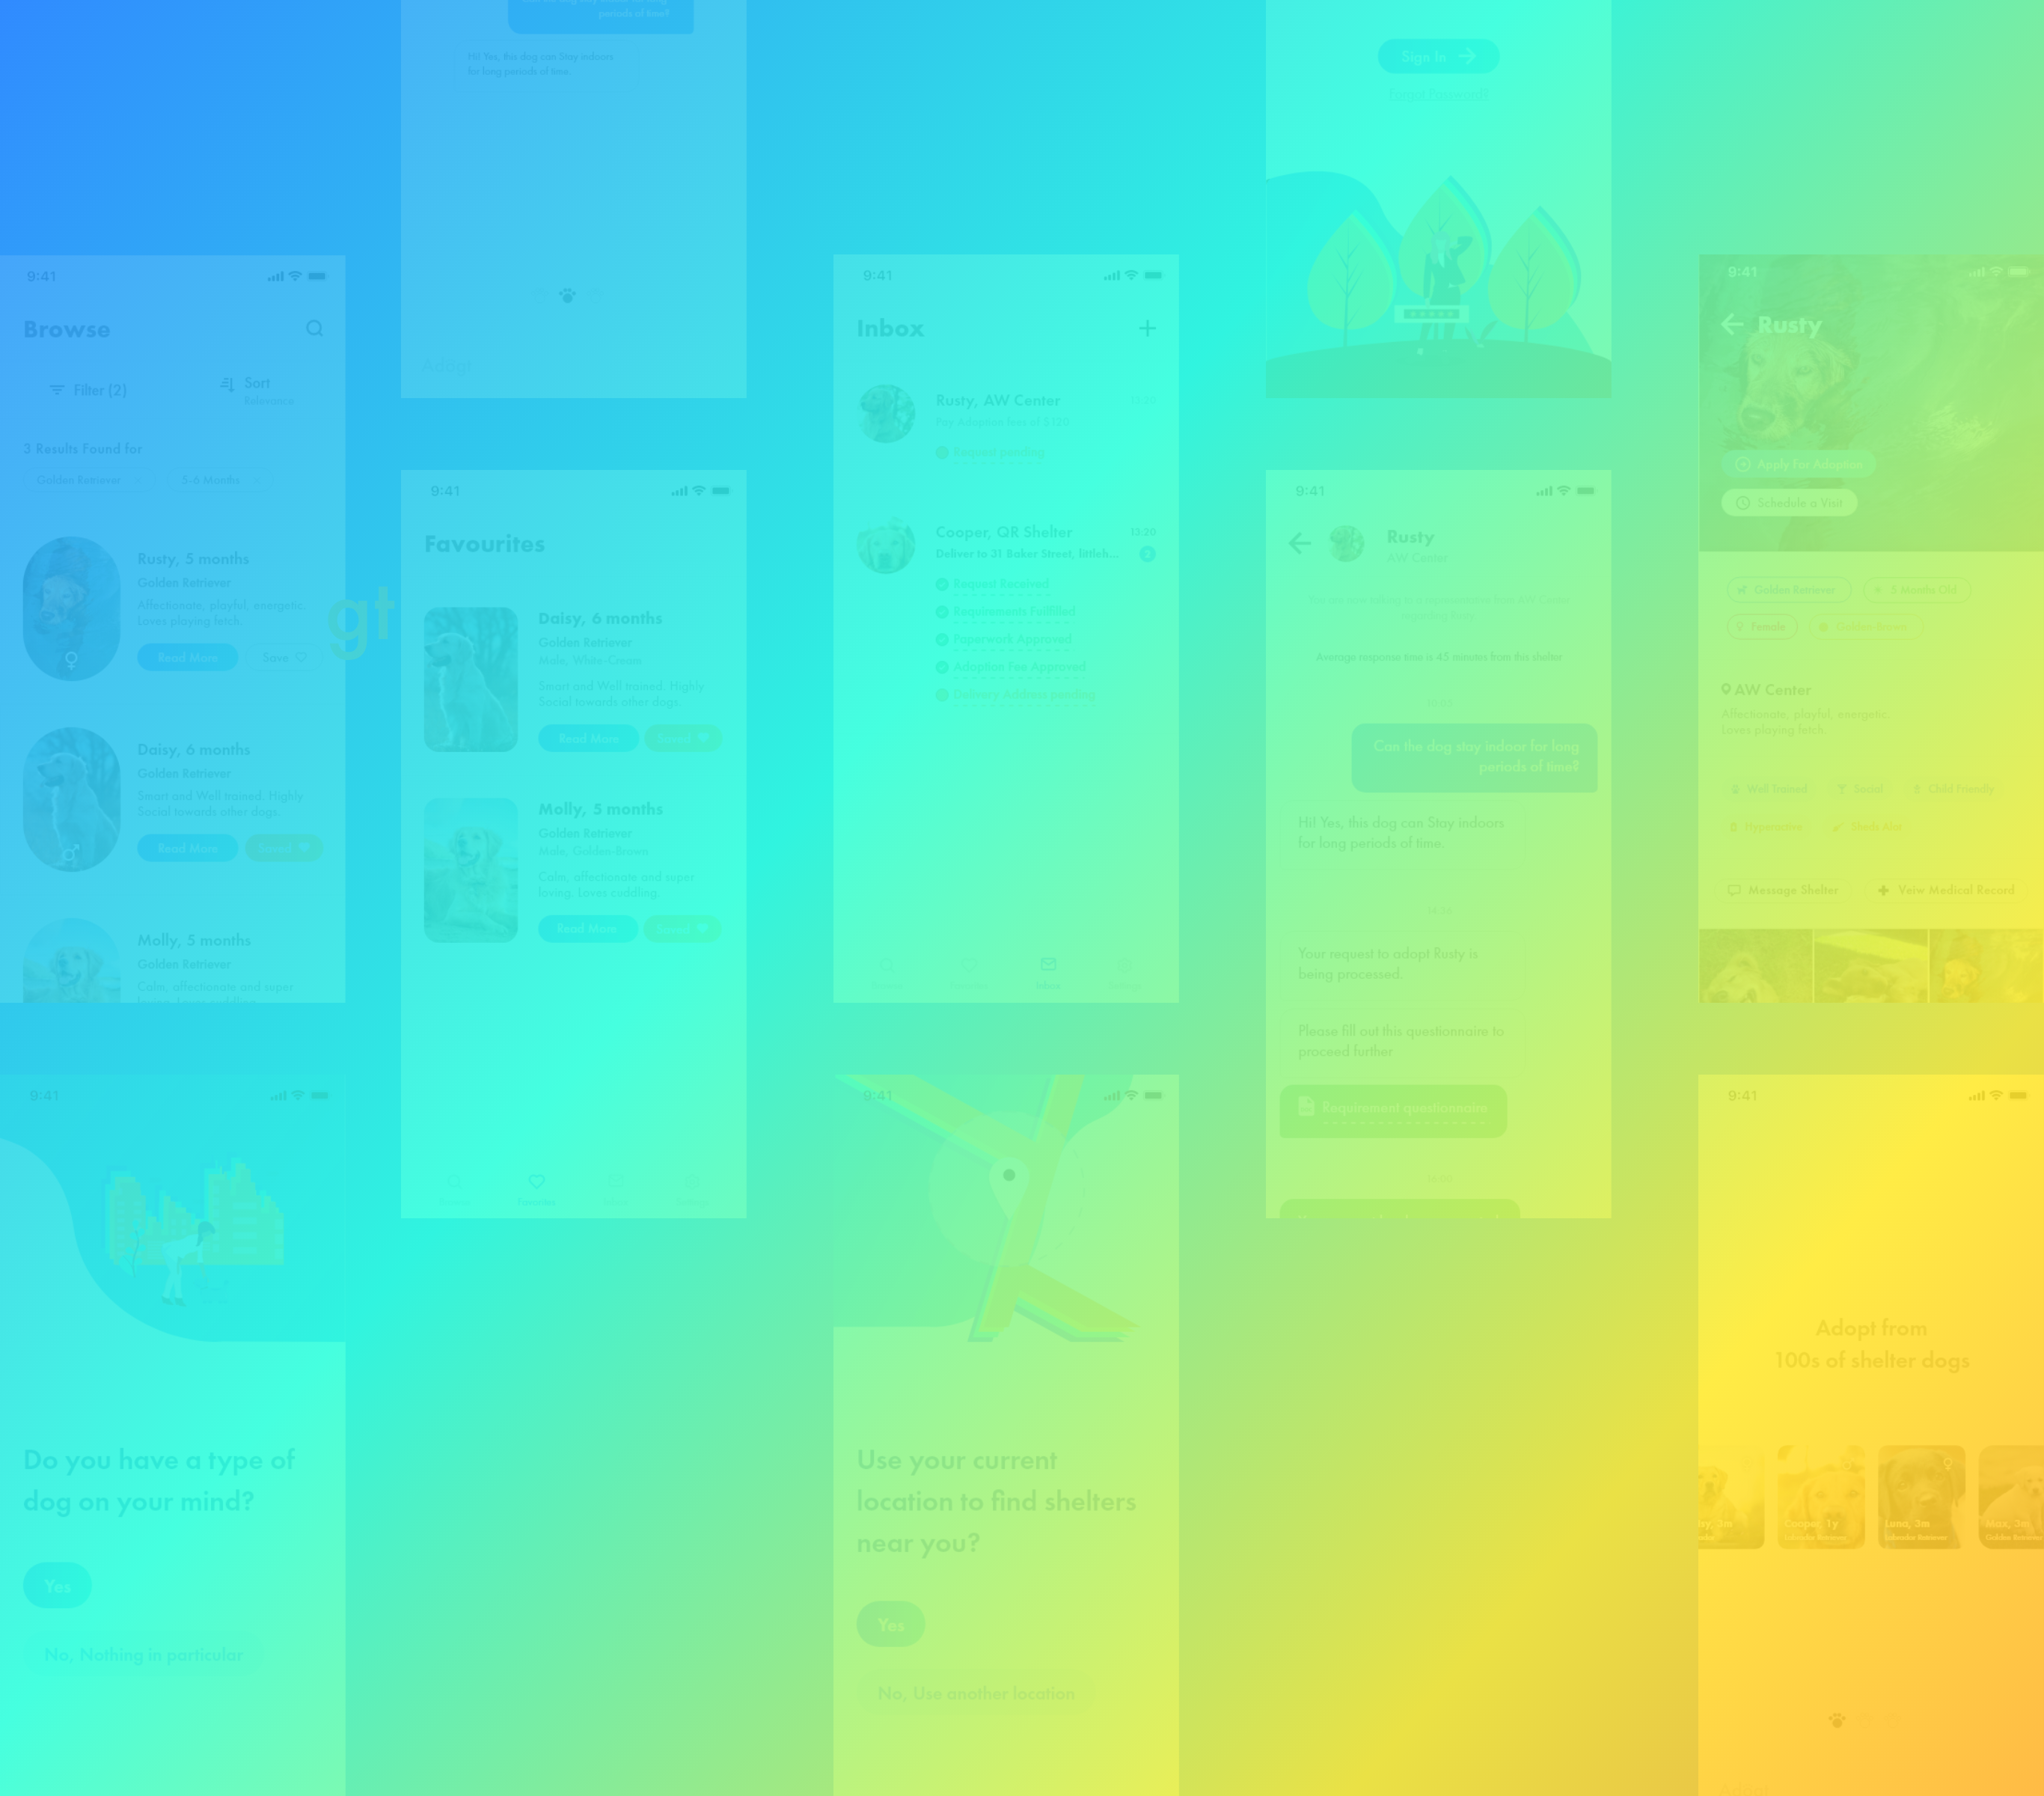 periods of time?
Hi! Yes, this dog can Stay indoors
for long periods of time.
Adopt
9:41
Browse
Filter (2)
Sort
Relevance
3 Results Found for
Golden Retriever
5-6 Months
Rusty, 5 months
Golden Retriever
Affectionate, playful, energetic.
Loves playing fetch.
Read More
Save
Daisy, 6 months
Golden Retriever
Smart and Well trained. Highly
Social towards other dogs.
Read More
Saved
Molly, 5 months
Golden Retriever
Calm, affectionate and super
gt
9:41
Favourites
Daisy, 6 months
Golden Retriever
Male, White-Cream
Smart and Well trained. Highly
Social towards other dogs.
Read More
Saved
Molly, 5 months
Golden Retriever
Male, Golden-Brown
Calm, affectionate and super
loving. Loves cuddling.
Read More
Saved
Favorites
9:41
Inbox
Rusty, AW Center
Pay Adoption fees of $120
Request pending
Cooper, QR Shelter
13:20
Deliver to 31 Baker Street, littleh...
2
Request Received
Requirements Fulfilled
Paperwork Approved
Adoption Fee Approved
Delivery Address pending
Inbox
Sign In
Forgot Password?
9:41
Rusty
AW Center
Average response time is 45 minutes from this shelter
Can the dog stay indoor for long
periods of time?
Hi! Yes, this dog can Stay indoors
for long periods of time.
Your request to adopt Rusty is
being processed.
Please fill out this questionnaire to
proceed further
Requirement questionnaire
9:41
Rusty
Apply For Adoption
Schedule a Visit
Golden Retriever
5 Months Old
Female
Golden-Brown
AW Center
Affectionate, playful, energetic.
Loves playing fetch
Well Trained
Social
Child Friendly
Hyperactive
Sheds Alot
Message Shelter
Veiw Medical Record
9:41
Do you have a type of
dog on your mind?
Yes
No, Nothing in particular
9:41
Use your current
location to find shelters
near you?
Yes
No, Use another location
9:41
Adopt from
100s of shelter dogs
Cooper, 1y
Labrador Retriever
Luna, 3m
Labrador Retriever
Max, 3m
Golden Retriever